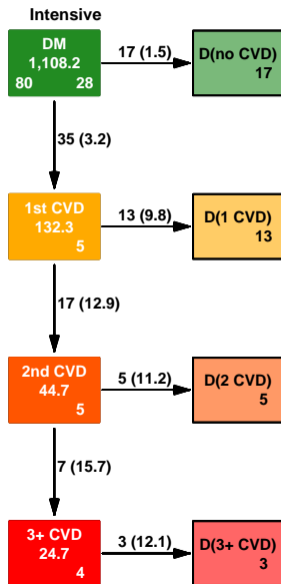 Intensive
DM
1,108.2
80 28
17 (1.5)
D(no CVD)
17
35 (3.2)
1st CVD
132.3
5
13 (9.8)
D(1 CVD)
13
17 (12.9)
2nd CVD
44.7
5
5 (11.2)
D(2 CVD)
5
7 (15.7)
3+ CVD
24.7
4
3 (12.1)
D(3+ CVD)
3